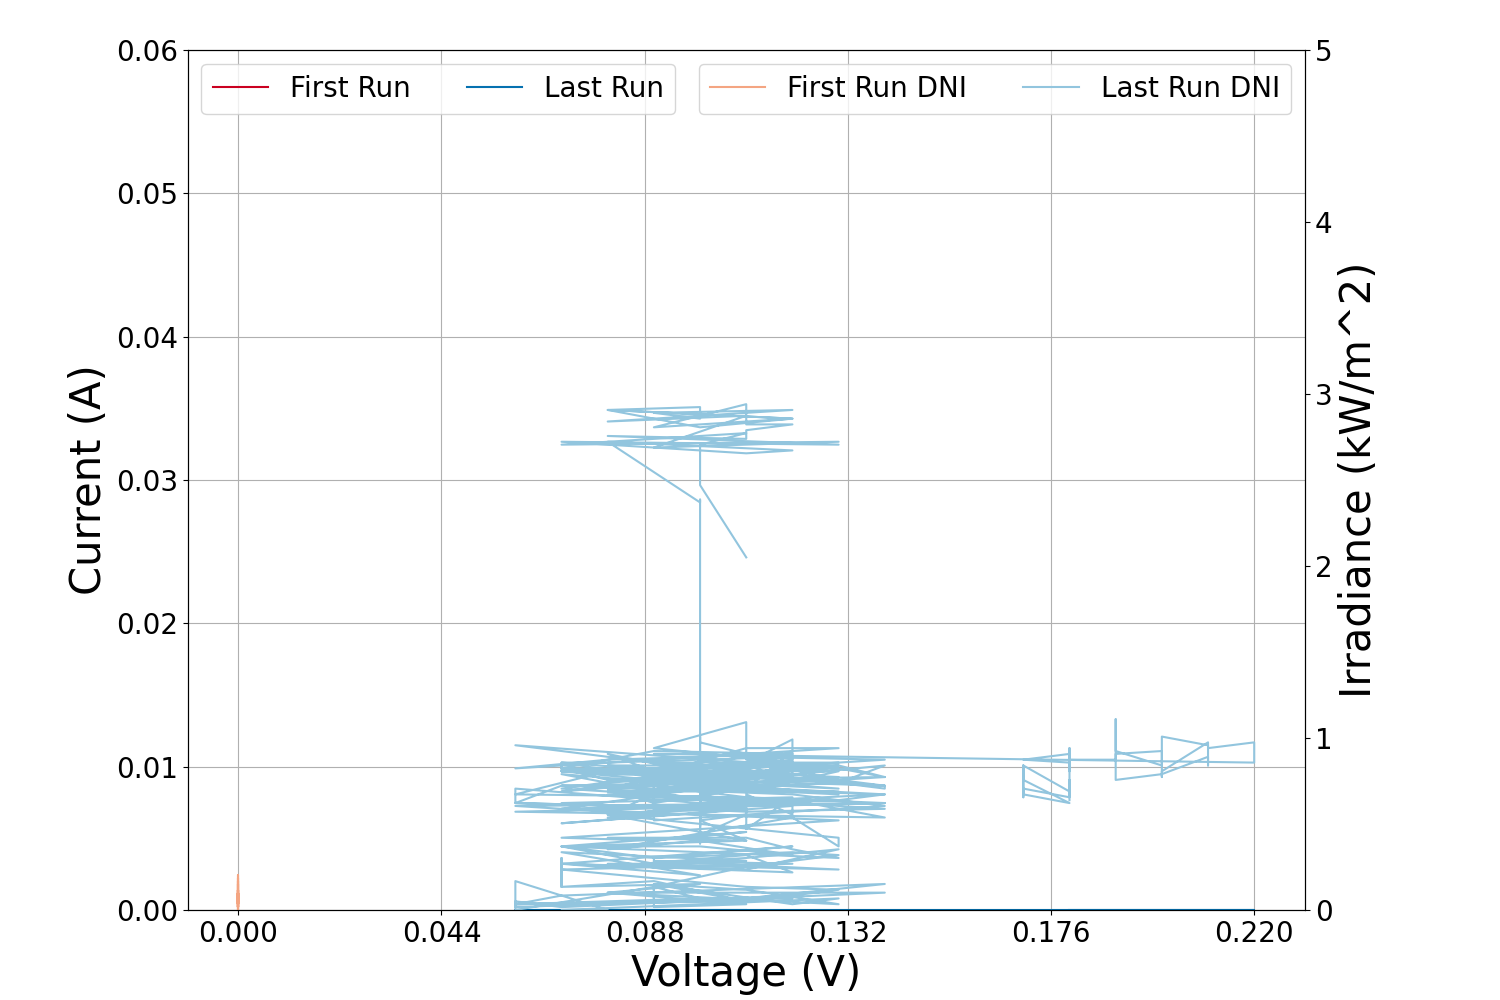 First Run
Last Run
First Run DNI
Last Run DNI
0.06
0.05
0.04
0.03
0.02
0.01
0.00
Current (A)
5
4
3
2
1
0
Irradiance (kW/m^2)
0.000 0.044 0.088 0.132 0.176 0.220
Voltage (V)